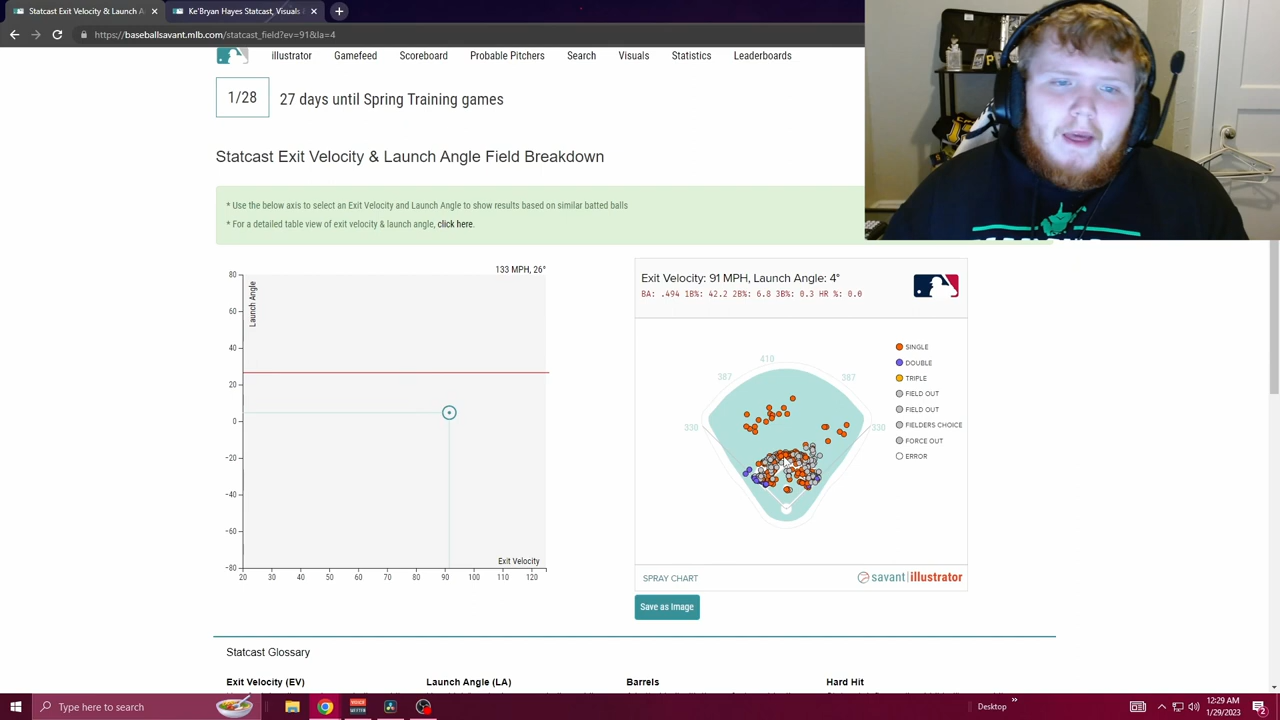 Statcast Exit Velocity & Launch A
Ke'Bryan Hayes Statcast, Visuals &
https://baseballsavant.mlb.com/statcast_field?ev=91&la=4
illustrator Gamefeed Scoreboard Probable Pitchers Search Visuals Statistics Leaderboards
1/28
27 days until Spring Training games
Statcast Exit Velocity & Launch Angle Field Breakdown
* Use the below axis to select an Exit Velocity and Launch Angle to show results based on similar batted balls
* For a detailed table view of exit velocity & launch angle, click here.
133 MPH, 26°
80
60
40
20
0
-20
-40
-60
-80
Launch Angle
Exit Velocity
20 30 40 50 60 70 80 90 100 110 120
Exit Velocity: 91 MPH, Launch Angle: 4°
BA: .494 1B%: 42.2 2B%: 6.8 3B%: 0.3 HR %: 0.0
410
387
387
330
330
SINGLE
DOUBLE
TRIPLE
FIELD OUT
FIELD OUT
FIELDERS CHOICE
FORCE OUT
ERROR
SPRAY CHART
savant|illustrator
Save as Image
Statcast Glossary
Exit Velocity (EV) Launch Angle (LA) Barrels Hard Hit
Type here to search
Desktop
12:29 AM
1/29/2023
2